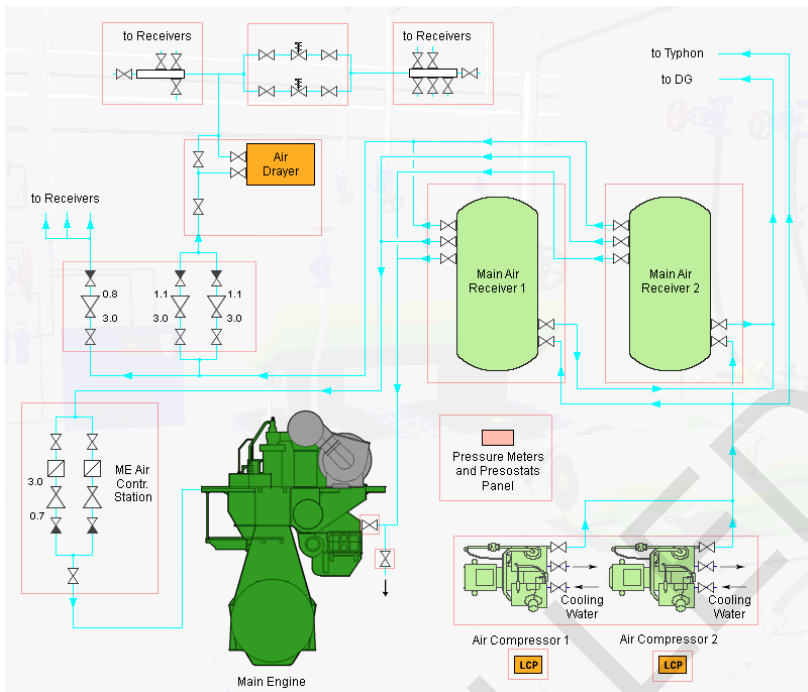 to Receivers
to Receivers
to Typhon
to DG
Air
Drayer
to Receivers
Main Air
Receiver 1
Main Air
Receiver 2
0.8
3.0
1.1
3.0
1.1
3.0
ME Air
Contr.
Station
3.0
0.7
Pressure Meters
and Presostats
Panel
Cooling
Water
Cooling
Water
Air Compressor 1
Air Compressor 2
LCP
LCP
Main Engine